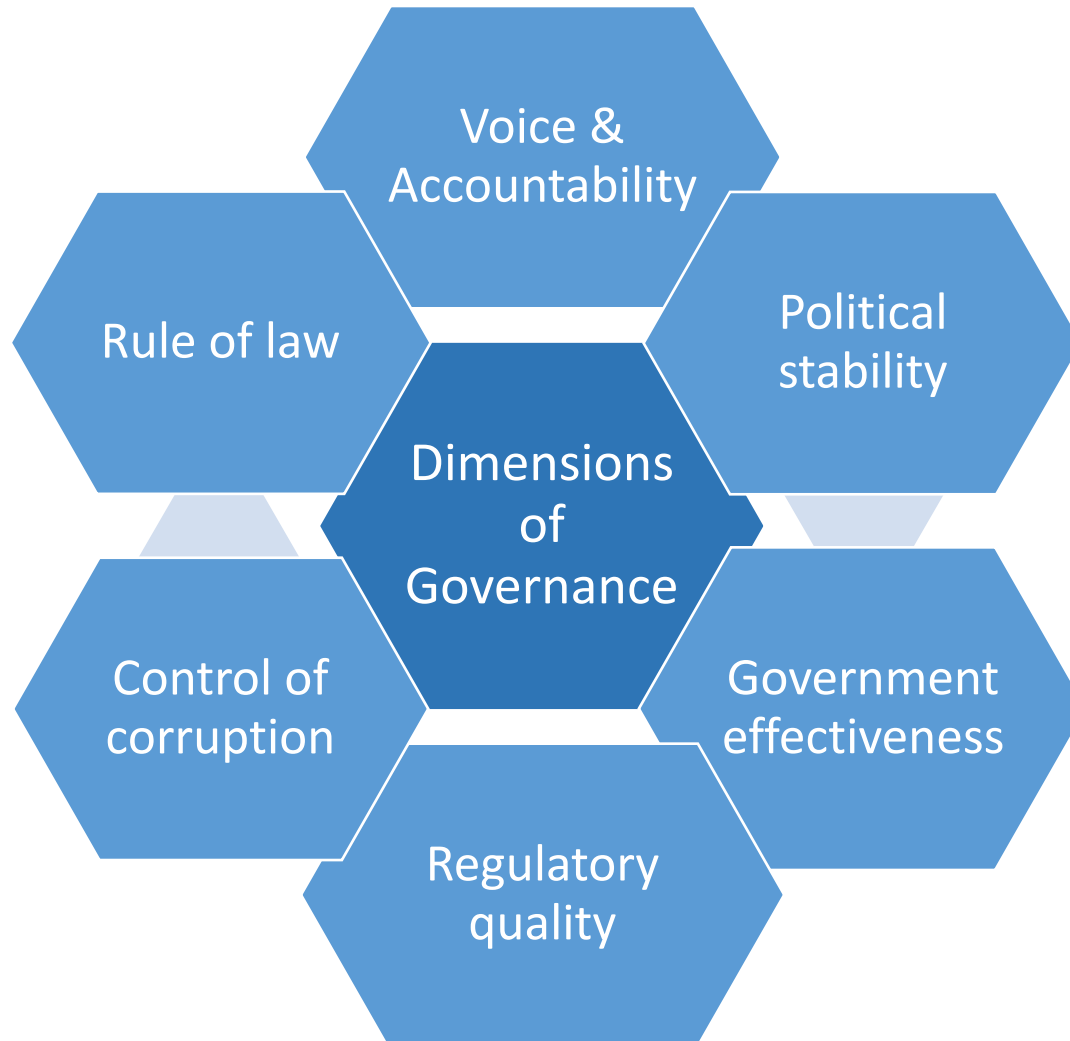 Voice &
Accountability
Rule of law
Political
stability
Dimensions
of
Governance
Control of
corruption
Government
effectiveness
Regulatory
quality